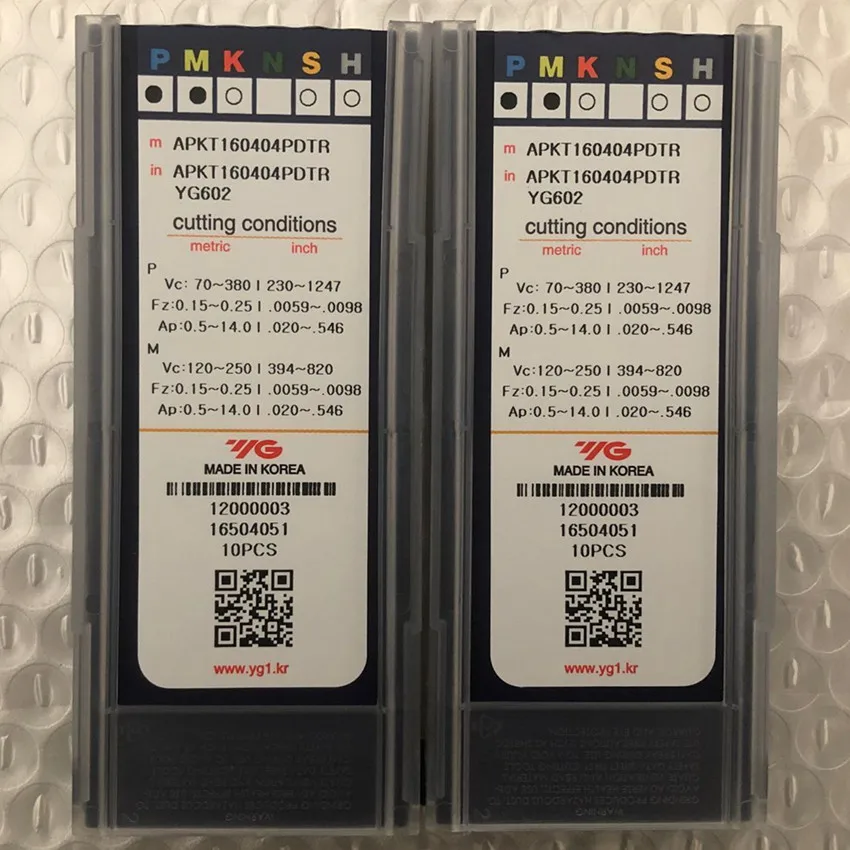 P M K N S H
m APKT160404PDTR
in APKT160404PDTR
YG602
cutting conditions
metric inch
P
Vc: 70~380 | 230~1247
Fz:0.15~0.25 | .0059~.0098
Ap:0.5~14.0 | .020~.546
M
Vc:120~250 | 394~820
Fz:0.15~0.25 | .0059~.0098
Ap:0.5~14.0 | .020~.546
YG
MADE IN KOREA
12000003
16504051
10PCS
www.yg1.kr
WARNING
P M K N S H
m APKT160404PDTR
in APKT160404PDTR
YG602
cutting conditions
metric inch
P
Vc: 70~380 | 230~1247
Fz:0.15~0.25 | .0059~.0098
Ap:0.5~14.0 | .020~.546
M
Vc:120~250 | 394~820
Fz:0.15~0.25 | .0059~.0098
Ap:0.5~14.0 | .020~.546
YG
MADE IN KOREA
12000003
16504051
10PCS
www.yg1.kr
WARNING